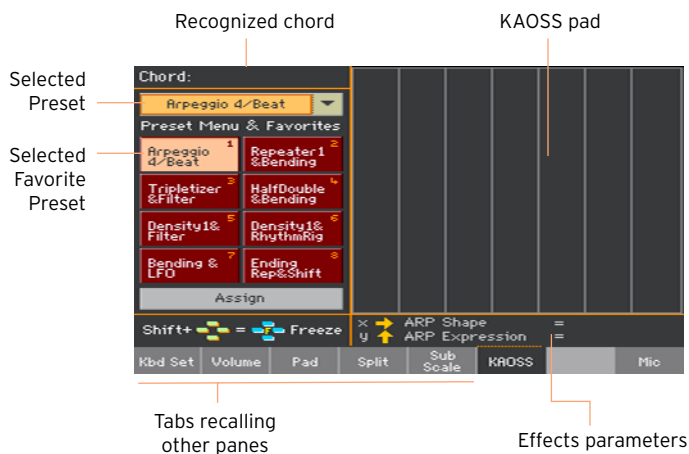 Recognized chord
KAOSS pad
Selected
Preset
Selected
Favorite
Preset
Chord:
Arpeggio 4/Beat
Preset Menu & Favorites
Arpeggio 1
4/Beat
Repeater1 2
&Bending
Tripletizer 3
&Filter
HalfDouble 4
&Bending
Density1& 5
Filter
Density1& 6
RhythmRig
Bending & 7
LFO
Ending 8
Rep&Shift
Assign
Shift+ = F Freeze
x ARP Shape =
y ARP Expression =
Kbd Set
Volume
Pad
Split
Sub
Scale
KAOSS
Mic
Tabs recalling
other panes
Effects parameters